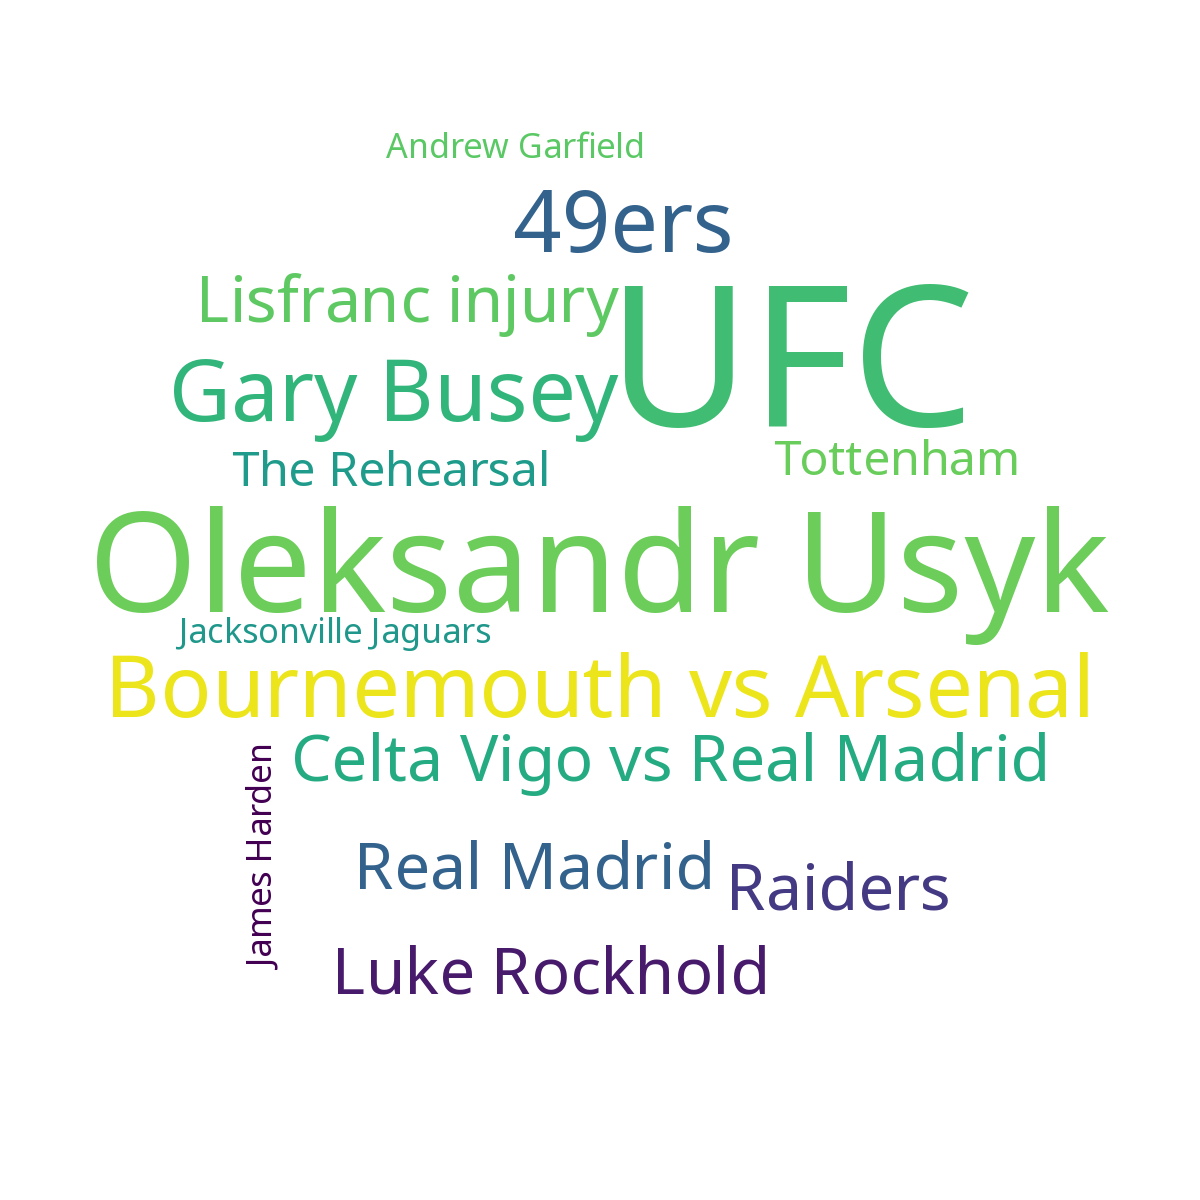 Andrew Garfield
49ers
Lisfranc injury
UFC
Gary Busey
The Rehearsal
Tottenham
Oleksandr Usyk
Jacksonville Jaguars
Bournemouth vs Arsenal
Celta Vigo vs Real Madrid
James Harden
Real Madrid
Raiders
Luke Rockhold